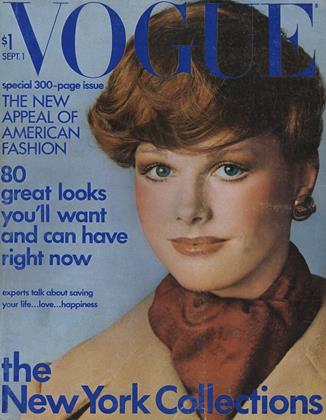 VOGUE
$1
SEPT. 1
special 300-page issue
THE NEW
APPEAL OF
AMERICAN
FASHION
80
great looks
you'll want
and can have
right now
experts talk about saving
your life...love...happiness
the
New York Collections